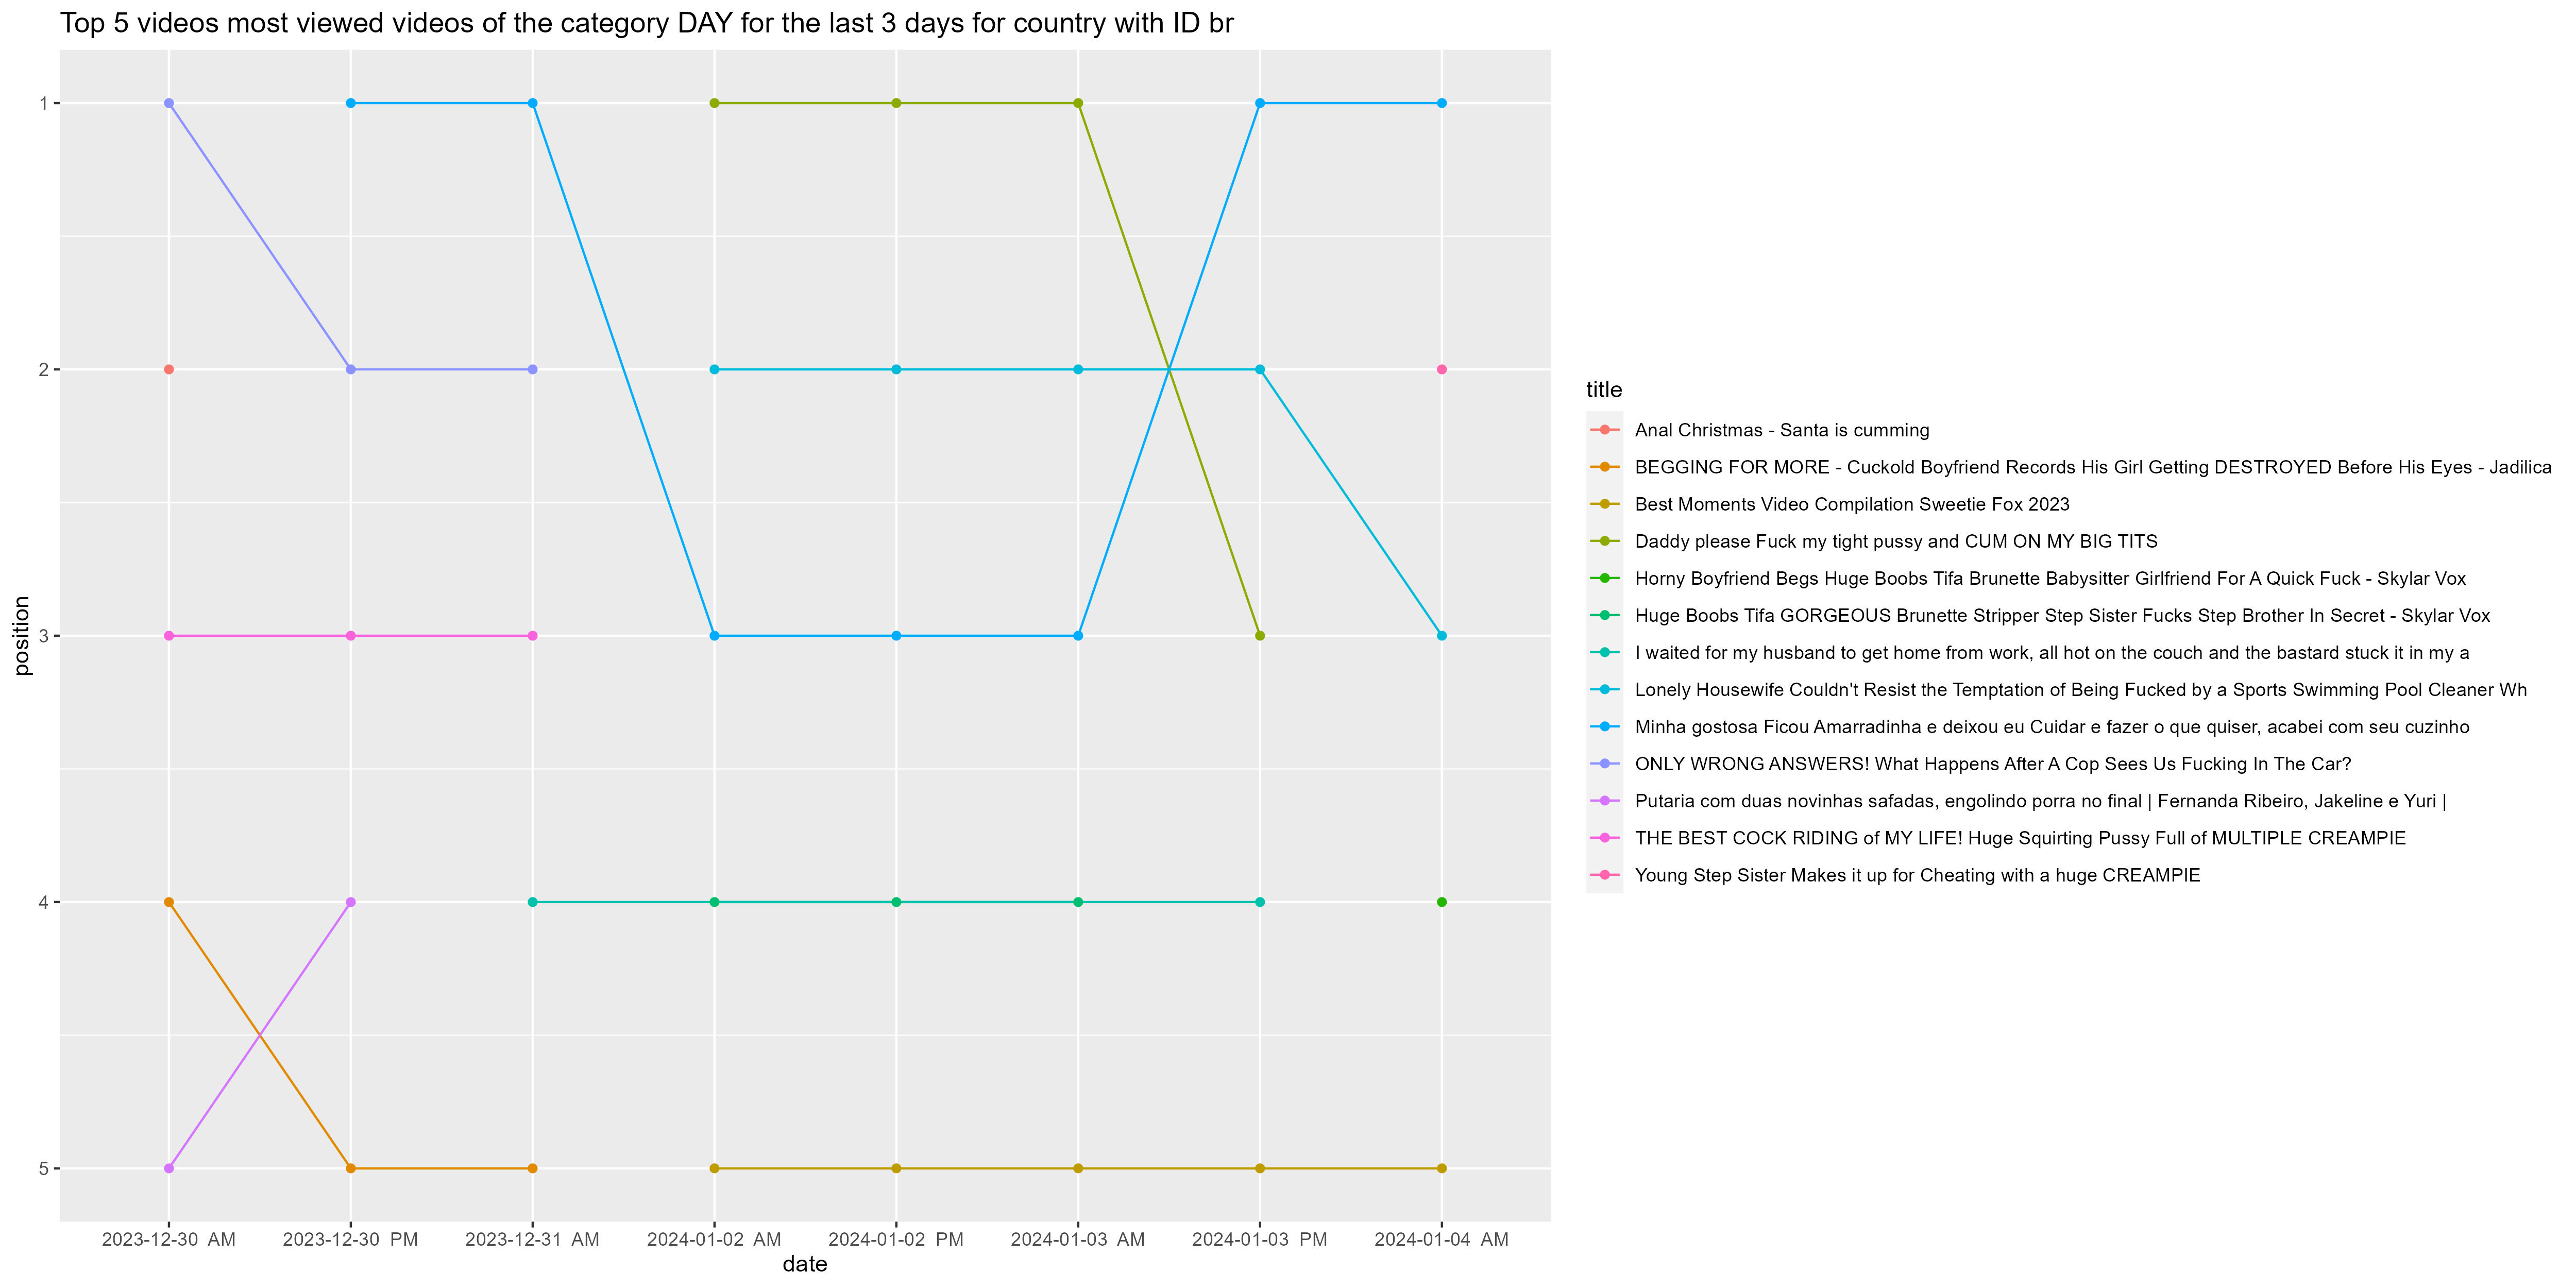 Top 5 videos most viewed videos of the category DAY for the last 3 days for country with ID br
position
1
2
3
4
5
2023-12-30 AM
2023-12-30 PM
2023-12-31 AM
2024-01-02 AM
2024-01-02 PM
2024-01-03 AM
2024-01-03 PM
2024-01-04 AM
date
title
Anal Christmas - Santa is cumming
BEGGING FOR MORE - Cuckold Boyfriend Records His Girl Getting DESTROYED Before His Eyes - Jadilica
Best Moments Video Compilation Sweetie Fox 2023
Daddy please Fuck my tight pussy and CUM ON MY BIG TITS
Horny Boyfriend Begs Huge Boobs Tifa Brunette Babysitter Girlfriend For A Quick Fuck - Skylar Vox
Huge Boobs Tifa GORGEOUS Brunette Stripper Step Sister Fucks Step Brother In Secret - Skylar Vox
I waited for my husband to get home from work, all hot on the couch and the bastard stuck it in my a
Lonely Housewife Couldn't Resist the Temptation of Being Fucked by a Sports Swimming Pool Cleaner Wh
Minha gostosa Ficou Amarradinha e deixou eu Cuidar e fazer o que quiser, acabei com seu cuzinho
ONLY WRONG ANSWERS! What Happens After A Cop Sees Us Fucking In The Car?
Putaria com duas novinhas safadas, engolindo porra no final | Fernanda Ribeiro, Jakeline e Yuri |
THE BEST COCK RIDING of MY LIFE! Huge Squirting Pussy Full of MULTIPLE CREAMPIE
Young Step Sister Makes it up for Cheating with a huge CREAMPIE